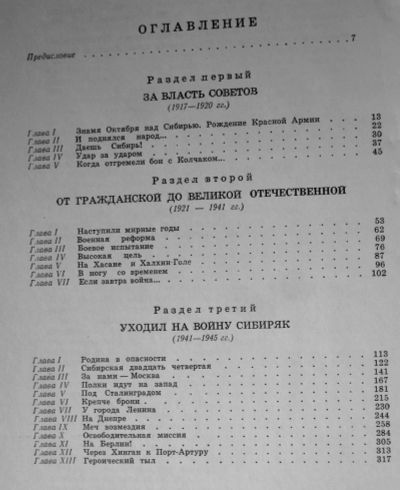 ОГЛАВЛЕНИЕ
Предисловие . . . . . . . . . . 7
Раздел первый
ЗА ВЛАСТЬ СОВЕТОВ
(1917—1920 гг.)
Глава I Знамя Октября над Сибирью. Рождение Красной Армии . . 13
Глава II И поднялся народ... . . . . . . . . . . 22
Глава III Даешь Сибирь! . . . . . . . . . . 30
Глава IV Удар за ударом . . . . . . . . . . 37
Глава V Когда отгремели бои с Колчаком... . . . . . . 45
Раздел второй
ОТ ГРАЖДАНСКОЙ ДО ВЕЛИКОЙ ОТЕЧЕСТВЕННОЙ
(1921 — 1941 гг.)
Глава I Наступили мирные годы . . . . . . . . . . 53
Глава II Военная реформа . . . . . . . . . . 62
Глава III Боевое испытание . . . . . . . . . . 69
Глава IV Высокая цель . . . . . . . . . . 76
Глава V На Хасане и Халхин-Голе . . . . . . . . . . 87
Глава VI В ногу со временем . . . . . . . . . . 96
Глава VII Если завтра война... . . . . . . . . . . 102
Раздел третий
УХОДИЛ НА ВОЙНУ СИБИРЯК
(1941—1945 гг.)
Глава I Родина в опасности . . . . . . . . . . 113
Глава II Сибирская двадцать четвертая . . . . . . . . 122
Глава III За нами — Москва . . . . . . . . . . 141
Глава IV Полки идут на запад . . . . . . . . . . 167
Глава V Под Сталинградом . . . . . . . . . . 181
Глава VI Крепче брони . . . . . . . . . . 215
Глава VII У города Ленина . . . . . . . . . . 230
Глава VIII На Днепре . . . . . . . . . . 244
Глава IX Меч возмездия . . . . . . . . . . 258
Глава X Освободительная миссия . . . . . . . . . . 284
Глава XI На Берлин! . . . . . . . . . . 305
Глава XII Через Хинган к Порт-Артуру . . . . . . . . 313
Глава XIII Героический тыл . . . . . . . . . . 317